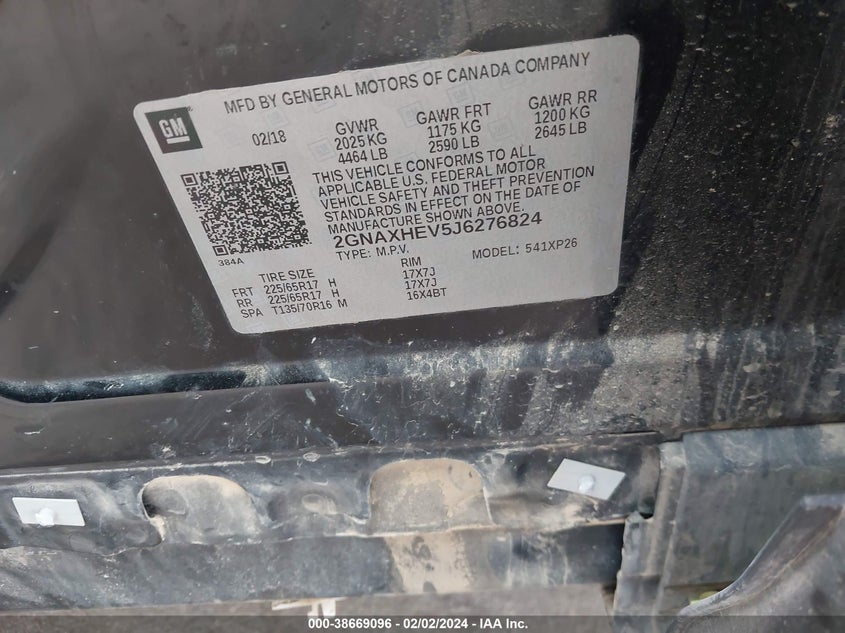 MFD BY GENERAL MOTORS OF CANADA COMPANY
GM
02/18 GVWR GAWR FRT GAWR RR
2025 KG 1175 KG 1200 KG
4464 LB 2590 LB 2645 LB
THIS VEHICLE CONFORMS TO ALL
APPLICABLE U.S. FEDERAL MOTOR
VEHICLE SAFETY AND THEFT PREVENTION
STANDARDS IN EFFECT ON THE DATE OF
MANUFACTURE SHOWN ABOVE.
2GNAXHEV5J6276824
384A
TYPE: M.P.V. MODEL: 541XP26
TIRE SIZE RIM
FRT 225/65R17 H 17X7J
RR 225/65R17 H 17X7J
SPA T135/70R16 M 16X4BT
000-38669096 - 02/02/2024 - IAA Inc.